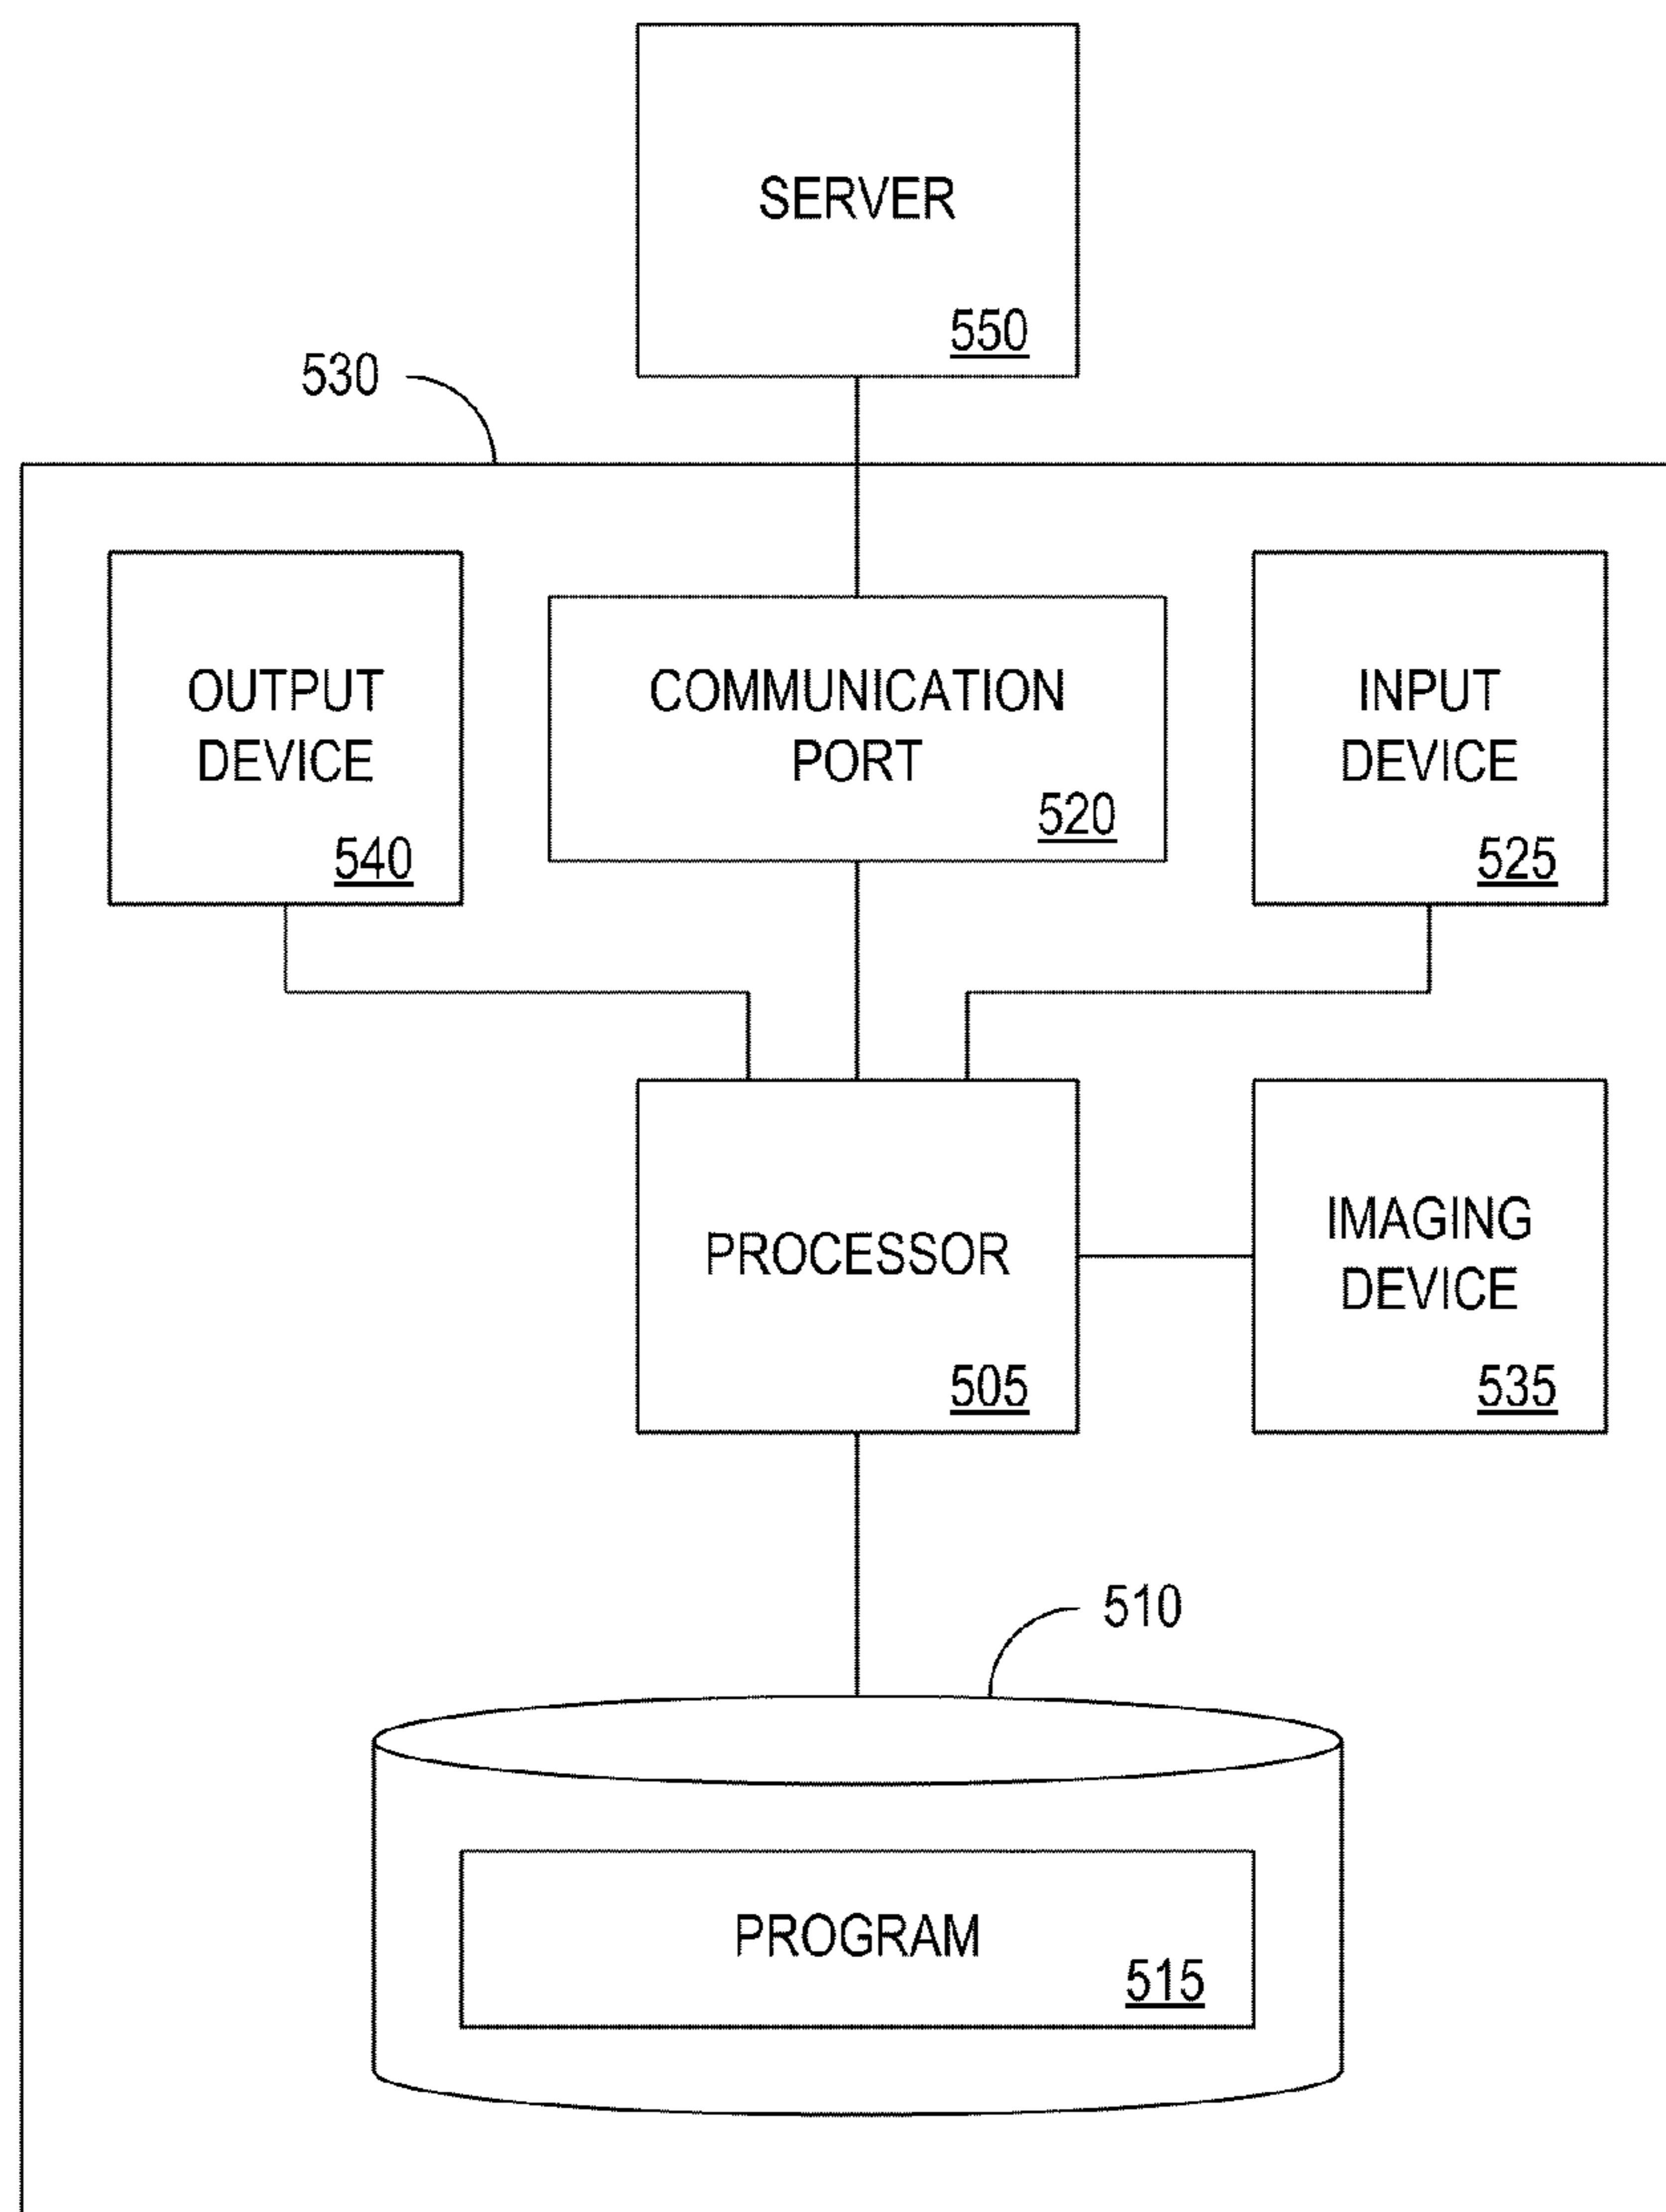 SERVER
550
530
OUTPUT
DEVICE
540
COMMUNICATION
PORT
520
INPUT
DEVICE
525
PROCESSOR
505
IMAGING
DEVICE
535
510
PROGRAM
515